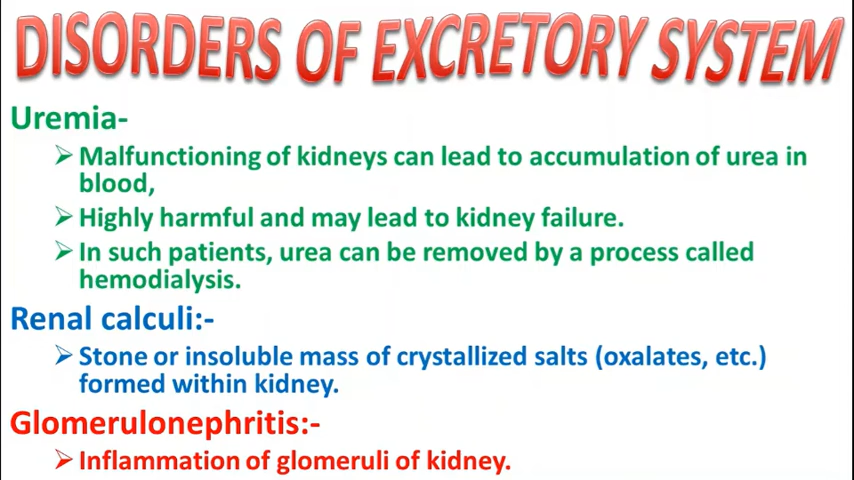 DISORDERS OF EXCRETORY SYSTEM
Uremia-
➢ Malfunctioning of kidneys can lead to accumulation of urea in
blood,
➢ Highly harmful and may lead to kidney failure.
➢ In such patients, urea can be removed by a process called
hemodialysis.
Renal calculi:-
➢ Stone or insoluble mass of crystallized salts (oxalates, etc.)
formed within kidney.
Glomerulonephritis:-
➢ Inflammation of glomeruli of kidney.